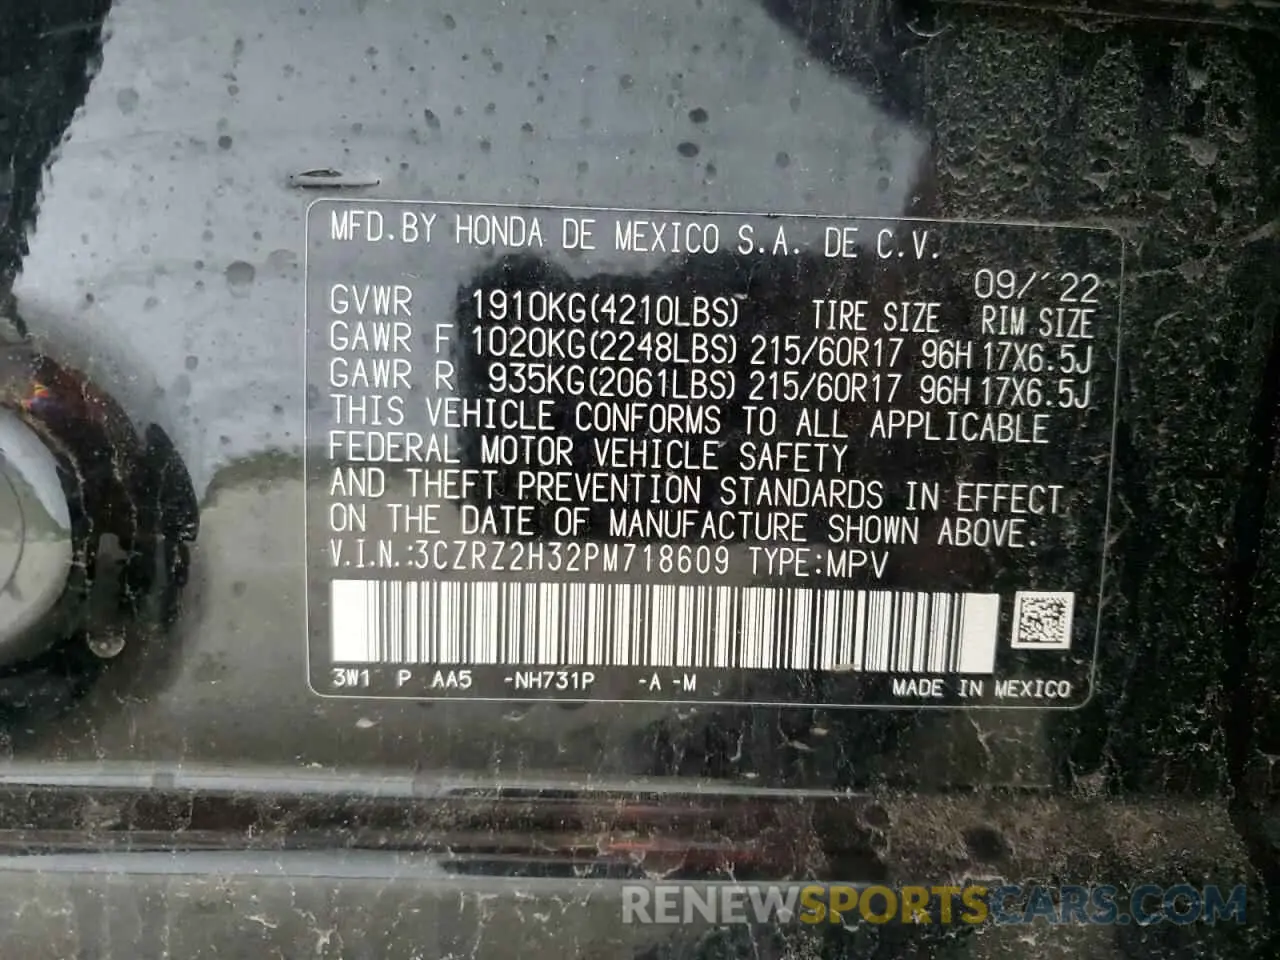 MFD.BY HONDA DE MEXICO S.A. DE C.V.
09/'22
GVWR 1910KG(4210LBS) TIRE SIZE RIM SIZE
GAWR F 1020KG(2248LBS) 215/60R17 96H 17X6.5J
GAWR R 935KG(2061LBS) 215/60R17 96H 17X6.5J
THIS VEHICLE CONFORMS TO ALL APPLICABLE
FEDERAL MOTOR VEHICLE SAFETY
AND THEFT PREVENTION STANDARDS IN EFFECT
ON THE DATE OF MANUFACTURE SHOWN ABOVE.
V.I.N.:3CZRZ2H32PM718609 TYPE:MPV
3W1 P AA5 -NH731P -A -M
MADE IN MEXICO
RENEWSPORTSCARS.COM